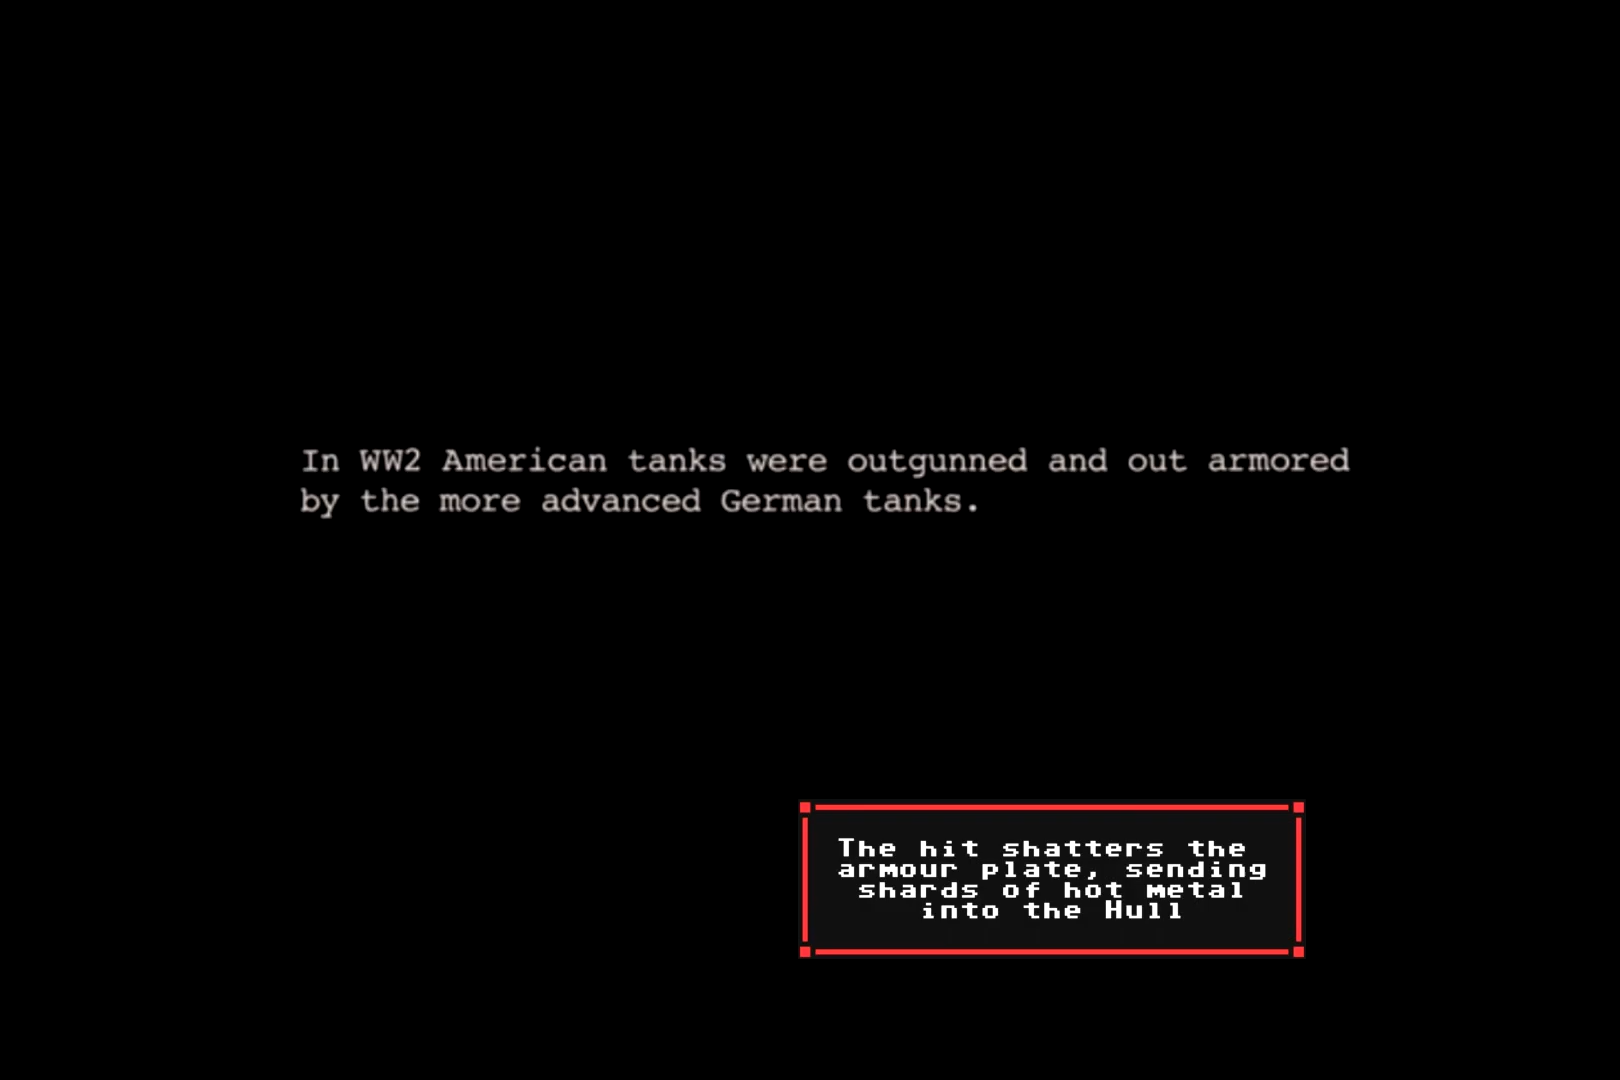 In WW2 American tanks were outgunned and out armored
by the more advanced German tanks.
The hit shatters the
armour plate, sending
shards of hot metal
into the Hull